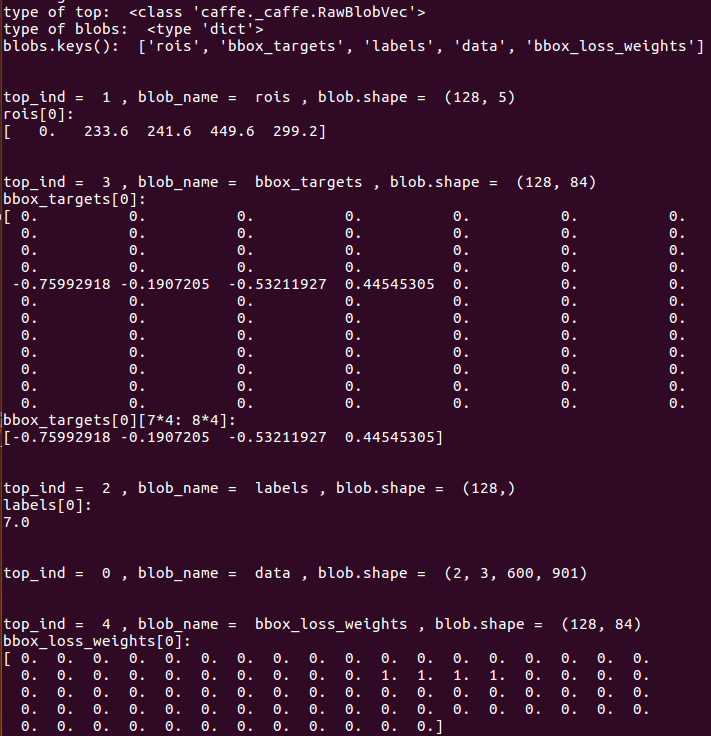 type of top:  <class 'caffe._caffe.RawBlobVec'>
type of blobs:  <type 'dict'>
blobs.keys():  ['rois', 'bbox_targets', 'labels', 'data', 'bbox_loss_weights']
top_ind =  1 , blob_name =  rois , blob.shape =  (128, 5)
rois[0]:
[   0.   233.6  241.6  449.6  299.2]
top_ind =  3 , blob_name =  bbox_targets , blob.shape =  (128, 84)
bbox_targets[0]:
[ 0.          0.          0.          0.          0.          0.          0.
  0.          0.          0.          0.          0.          0.          0.
  0.          0.          0.          0.          0.          0.          0.
  0.          0.          0.          0.          0.          0.          0.
 -0.75992918 -0.1907205  -0.53211927  0.44545305  0.          0.          0.
  0.          0.          0.          0.          0.          0.          0.
  0.          0.          0.          0.          0.          0.          0.
  0.          0.          0.          0.          0.          0.          0.
  0.          0.          0.          0.          0.          0.          0.
  0.          0.          0.          0.          0.          0.          0.
  0.          0.          0.          0.          0.          0.          0.
  0.          0.          0.          0.          0.          0.          0.
bbox_targets[0][7*4: 8*4]:
[-0.75992918 -0.1907205  -0.53211927  0.44545305]
top_ind =  2 , blob_name =  labels , blob.shape =  (128,)
labels[0]:
7.0
top_ind =  0 , blob_name =  data , blob.shape =  (2, 3, 600, 901)
top_ind =  4 , blob_name =  bbox_loss_weights , blob.shape =  (128, 84)
bbox_loss_weights[0]:
[ 0.  0.  0.  0.  0.  0.  0.  0.  0.  0.  0.  0.  0.  0.  0.  0.  0.  0.
  0.  0.  0.  0.  0.  0.  0.  0.  0.  0.  1.  1.  1.  1.  0.  0.  0.  0.
  0.  0.  0.  0.  0.  0.  0.  0.  0.  0.  0.  0.  0.  0.  0.  0.  0.  0.
  0.  0.  0.  0.  0.  0.  0.  0.  0.  0.  0.  0.  0.  0.  0.  0.  0.  0.
  0.  0.  0.  0.  0.  0.  0.  0.  0.  0.  0.  0.]